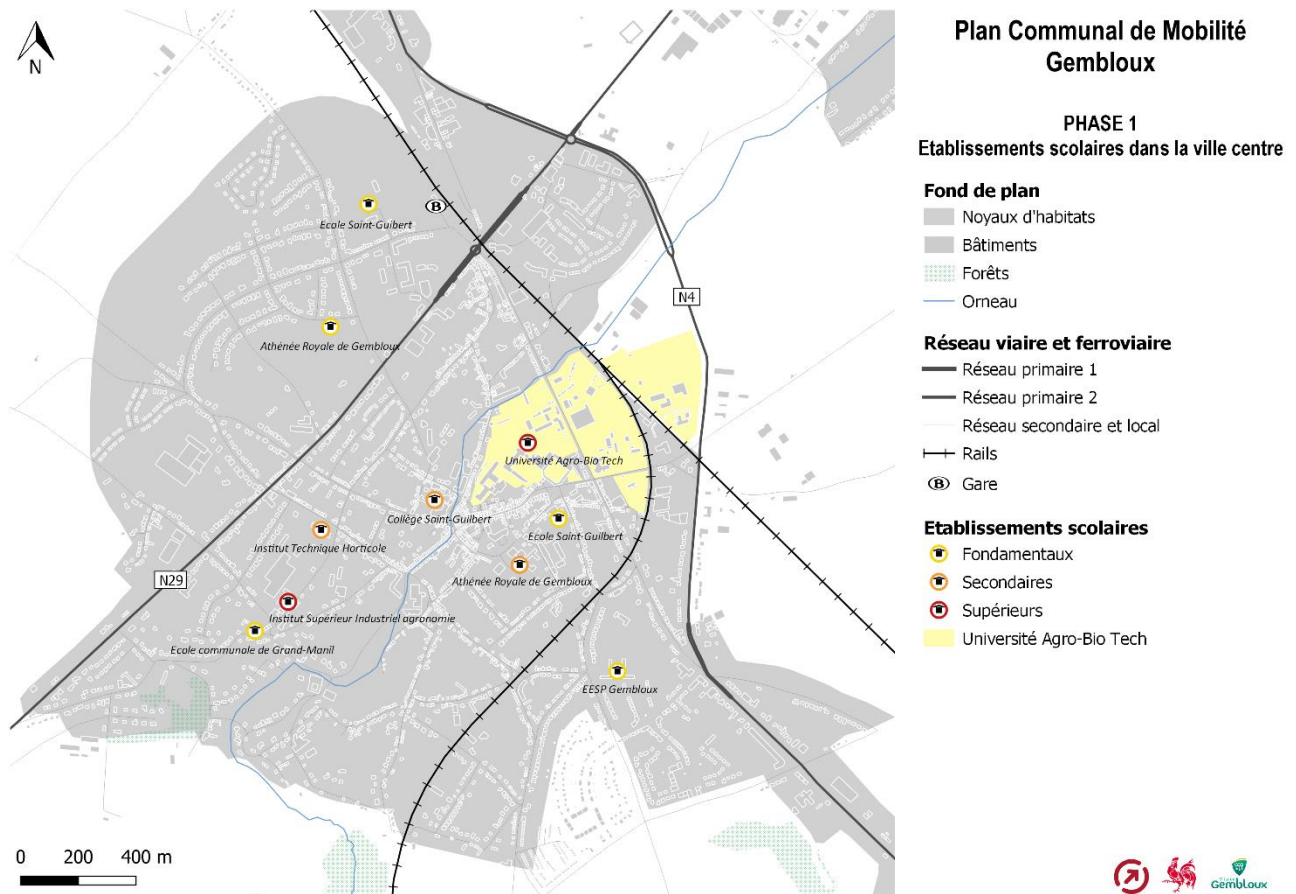 Plan Communal de Mobilité
Gembloux
PHASE 1
Etablissements scolaires dans la ville centre
Fond de plan
Noyaux d'habitats
Bâtiments
Forêts
Orneau
Réseau viaire et ferroviaire
Réseau primaire 1
Réseau primaire 2
Réseau secondaire et local
Rails
B Gare
Etablissements scolaires
Fondamentaux
Secondaires
Supérieurs
Université Agro-Bio Tech
N
B
Ecole Saint-Guibert
N4
Athénée Royale de Gembloux
Université Agro-Bio Tech
Collège Saint-Guilbert
Ecole Saint-Guilbert
Institut Technique Horticole
Athénée Royale de Gembloux
N29
Institut Supérieur Industriel agronomie
Ecole communale de Grand-Manil
EESP Gembloux
0 200 400 m
Gembloux